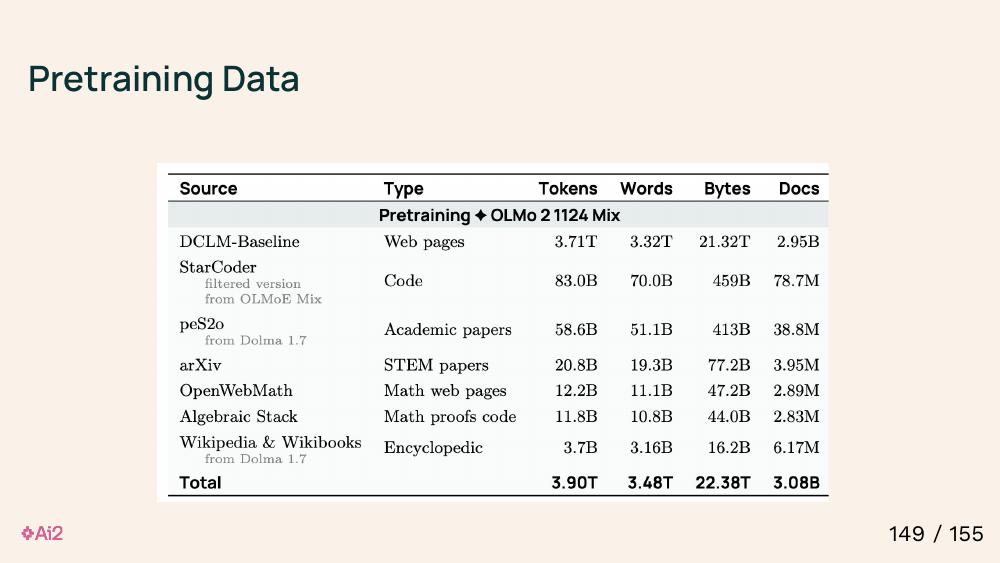 Pretraining Data
Source Type Tokens Words Bytes Docs
Pretraining ✦ OLMo 2 1124 Mix
DCLM-Baseline Web pages 3.71T 3.32T 21.32T 2.95B
StarCoder
filtered version
from OLMoE Mix
Code 83.0B 70.0B 459B 78.7M
peS2o
from Dolma 1.7
Academic papers 58.6B 51.1B 413B 38.8M
arXiv STEM papers 20.8B 19.3B 77.2B 3.95M
OpenWebMath Math web pages 12.2B 11.1B 47.2B 2.89M
Algebraic Stack Math proofs code 11.8B 10.8B 44.0B 2.83M
Wikipedia & Wikibooks
from Dolma 1.7
Encyclopedic 3.7B 3.16B 16.2B 6.17M
Total 3.90T 3.48T 22.38T 3.08B
Ai2
149 / 155